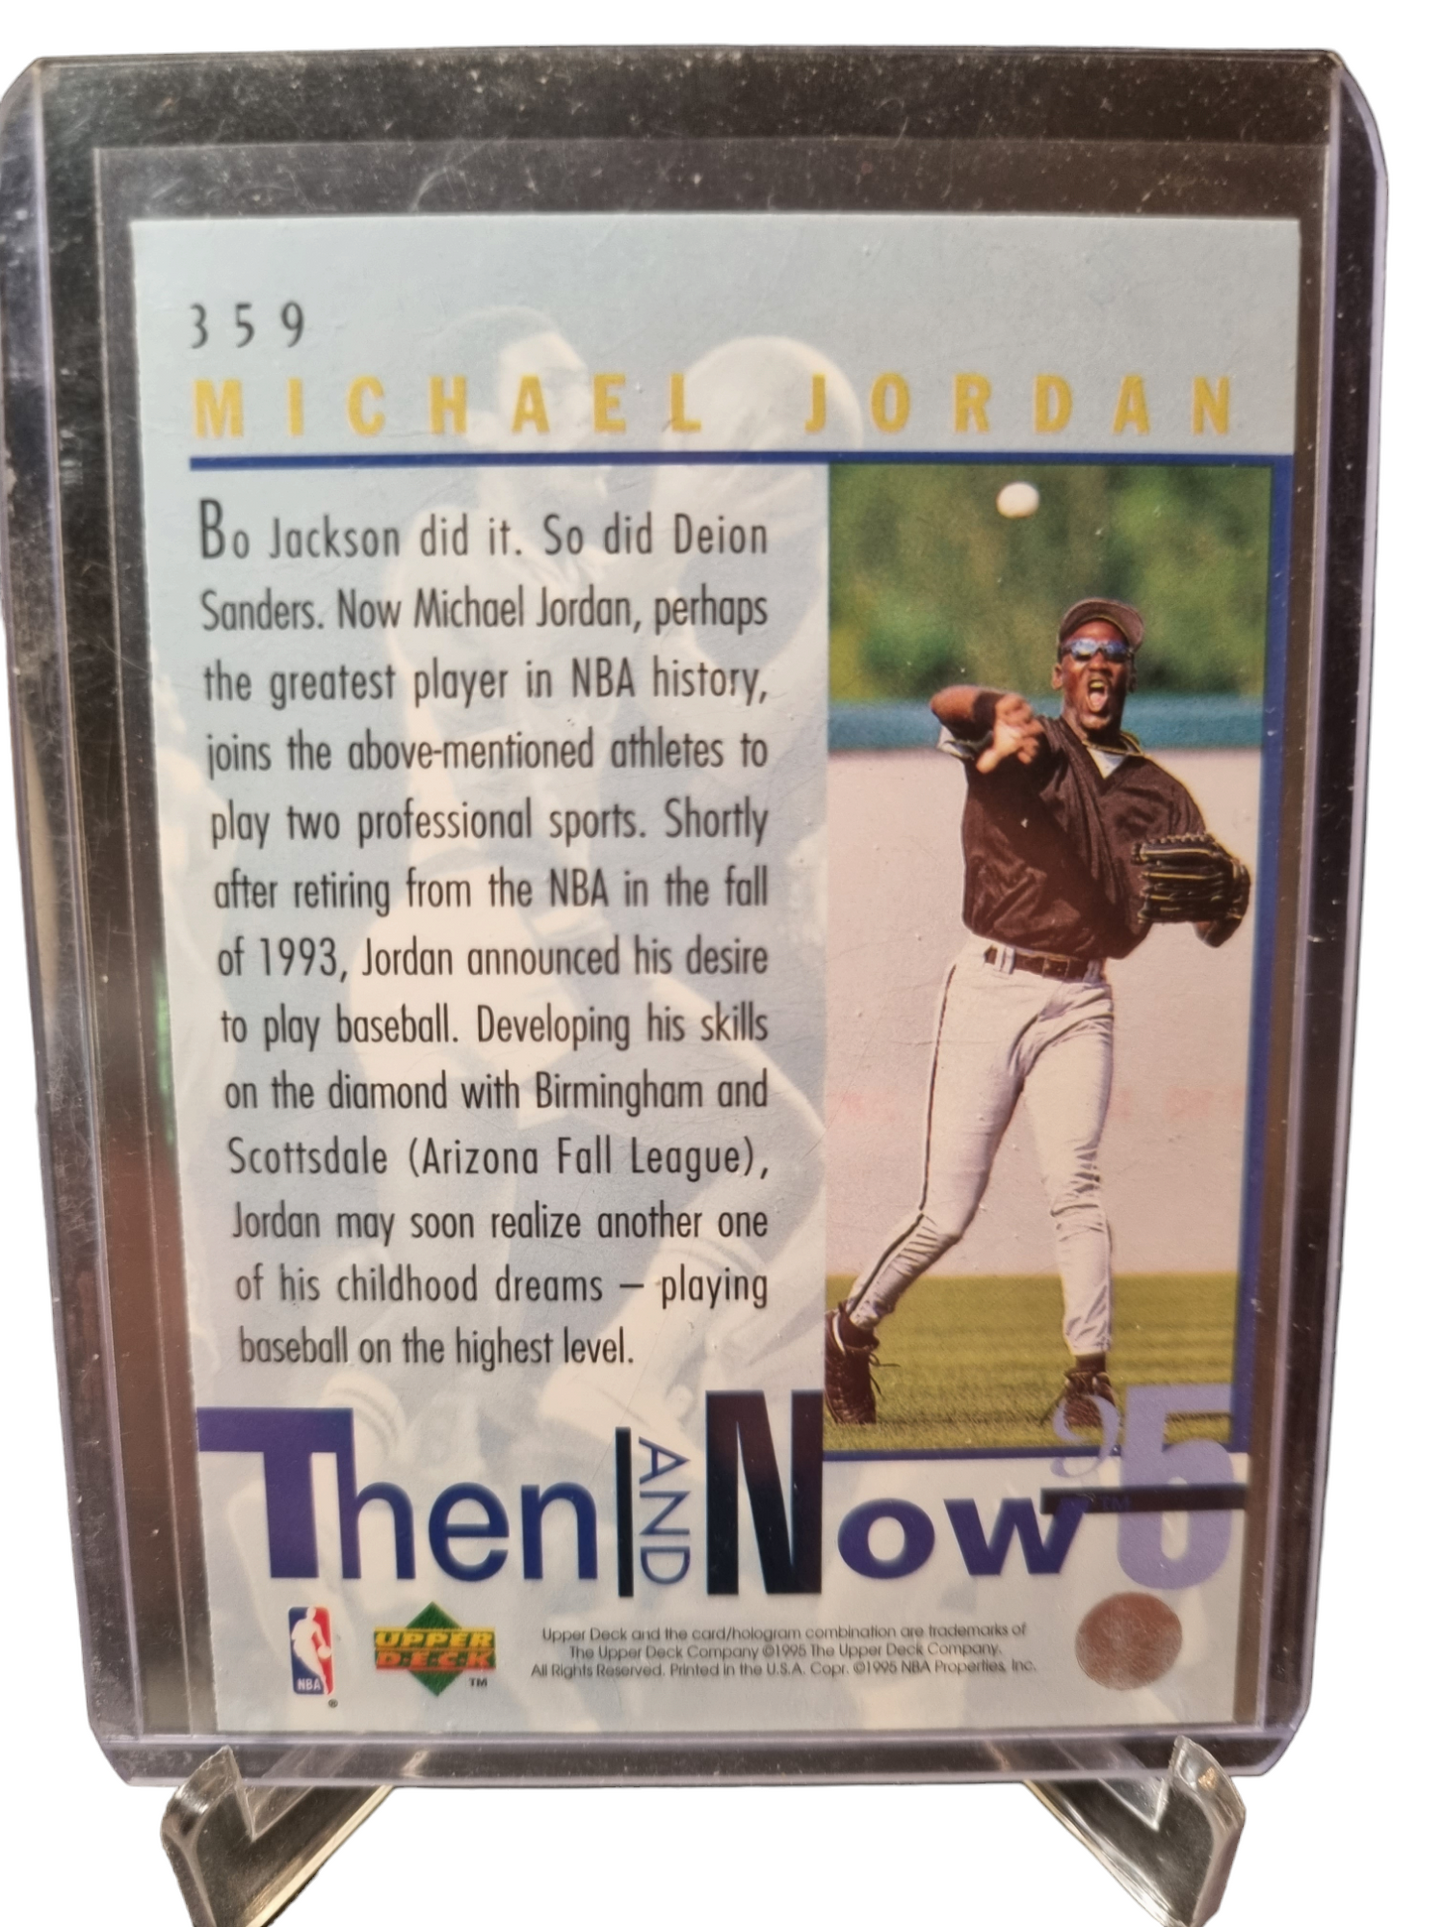 359
MICHAEL JORDAN
Bo Jackson did it. So did Deion
Sanders. Now Michael Jordan, perhaps
the greatest player in NBA history,
joins the above-mentioned athletes to
play two professional sports. Shortly
after retiring from the NBA in the fall
of 1993, Jordan announced his desire
to play baseball. Developing his skills
on the diamond with Birmingham and
Scottsdale (Arizona Fall League),
Jordan may soon realize another one
of his childhood dreams – playing
baseball on the highest level.
Then AND Now™ 95
NBA ®
UPPER DECK ™
Upper Deck and the card/hologram combination are trademarks of
The Upper Deck Company ©1995 The Upper Deck Company.
All Rights Reserved. Printed in the U.S.A. Copr. ©1995 NBA Properties, Inc.